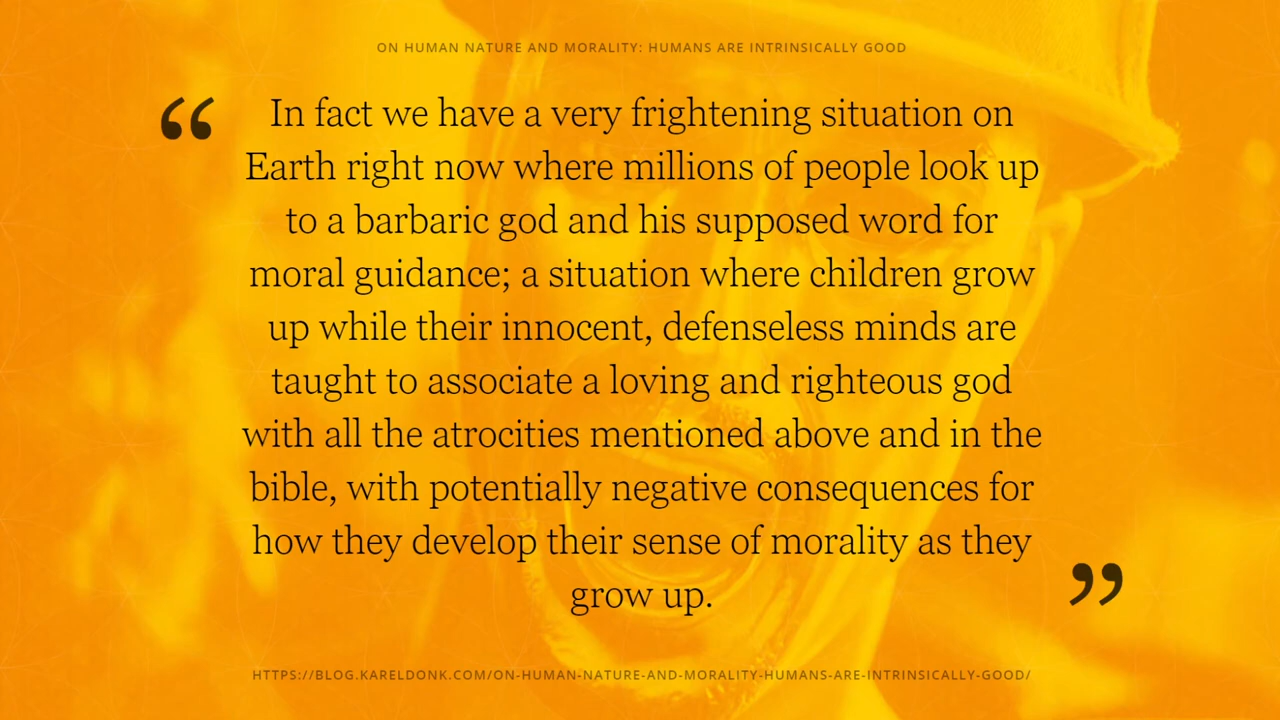 ON HUMAN NATURE AND MORALITY: HUMANS ARE INTRINSICALLY GOOD
“ In fact we have a very frightening situation on
Earth right now where millions of people look up
to a barbaric god and his supposed word for
moral guidance; a situation where children grow
up while their innocent, defenseless minds are
taught to associate a loving and righteous god
with all the atrocities mentioned above and in the
bible, with potentially negative consequences for
how they develop their sense of morality as they
grow up. ”
HTTPS://BLOG.KARELDONK.COM/ON-HUMAN-NATURE-AND-MORALITY-HUMANS-ARE-INTRINSICALLY-GOOD/